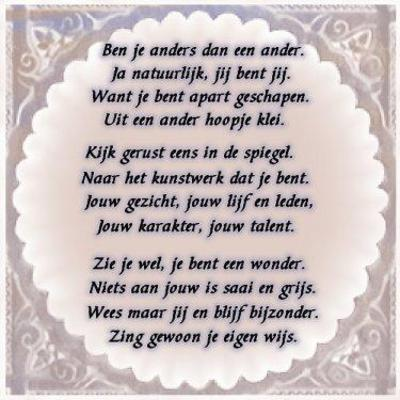 Ben je anders dan een ander.
Ja natuurlijk, jij bent jij.
Want je bent apart geschapen.
Uit een ander hoopje klei.
Kijk gerust eens in de spiegel.
Naar het kunstwerk dat je bent.
Jouw gezicht, jouw lijf en leden,
Jouw karakter, jouw talent.
Zie je wel, je bent een wonder.
Niets aan jouw is saai en grijs.
Wees maar jij en blijf bijzonder.
Zing gewoon je eigen wijs.